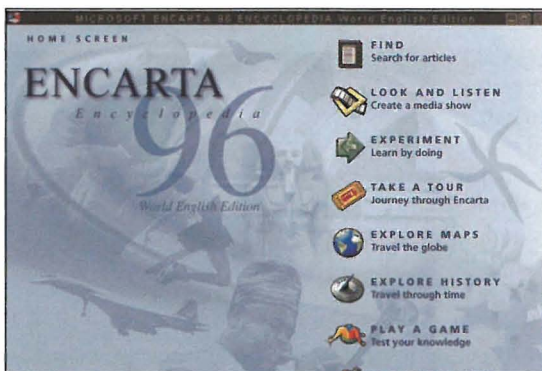 MICROSOFT ENCARTA 96 ENCYCLOPEDIA World English Edition
HOME SCREEN
ENCARTA
Encyclopedia
96
World English Edition
FIND
Search for articles
LOOK AND LISTEN
Create a media show
EXPERIMENT
Learn by doing
TAKE A TOUR
Journey through Encarta
EXPLORE MAPS
Travel the globe
EXPLORE HISTORY
Travel through time
PLAY A GAME
Test your knowledge